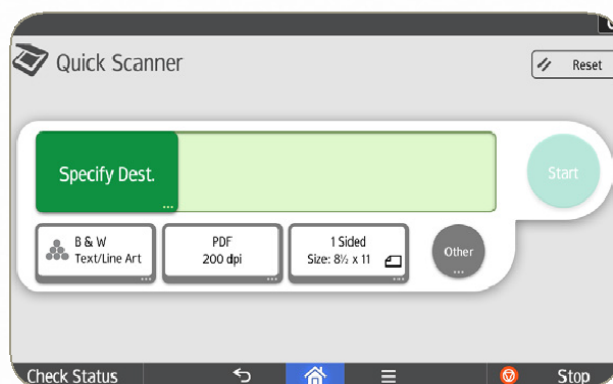 Quick Scanner
Reset
Specify Dest.
Start
B & W
Text/Line Art
PDF
200 dpi
1 Sided
Size: 8½ x 11
Other
Check Status
Stop